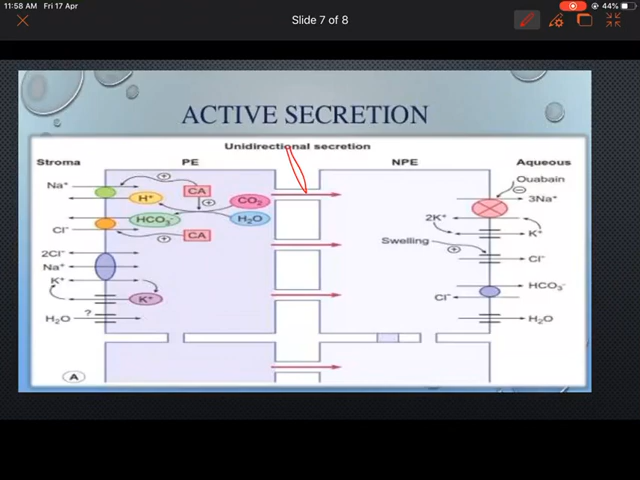 11:58 AM Fri 17 Apr
44%
Slide 7 of 8
ACTIVE SECRETION
Unidirectional secretion
Stroma PE NPE Aqueous
Na⁺
H⁺
CA
CO₂
Ouabain
3Na⁺
HCO₃⁻
H₂O
2K⁺
K⁺
Cl⁻
CA
Swelling
2Cl⁻
Na⁺
K⁺
Cl⁻
K⁺
HCO₃⁻
Cl⁻
H₂O
?
H₂O
A